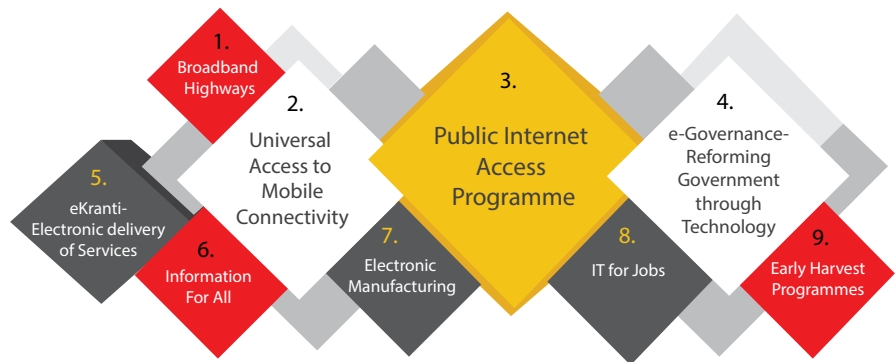 1.
Broadband
Highways
2.
Universal
Access to
Mobile
Connectivity
3.
Public Internet
Access
Programme
4.
e-Governance-
Reforming
Government
through
Technology
5.
eKranti-
Electronic delivery
of Services
6.
Information
For All
7.
Electronic
Manufacturing
8.
IT for Jobs
9.
Early Harvest
Programmes